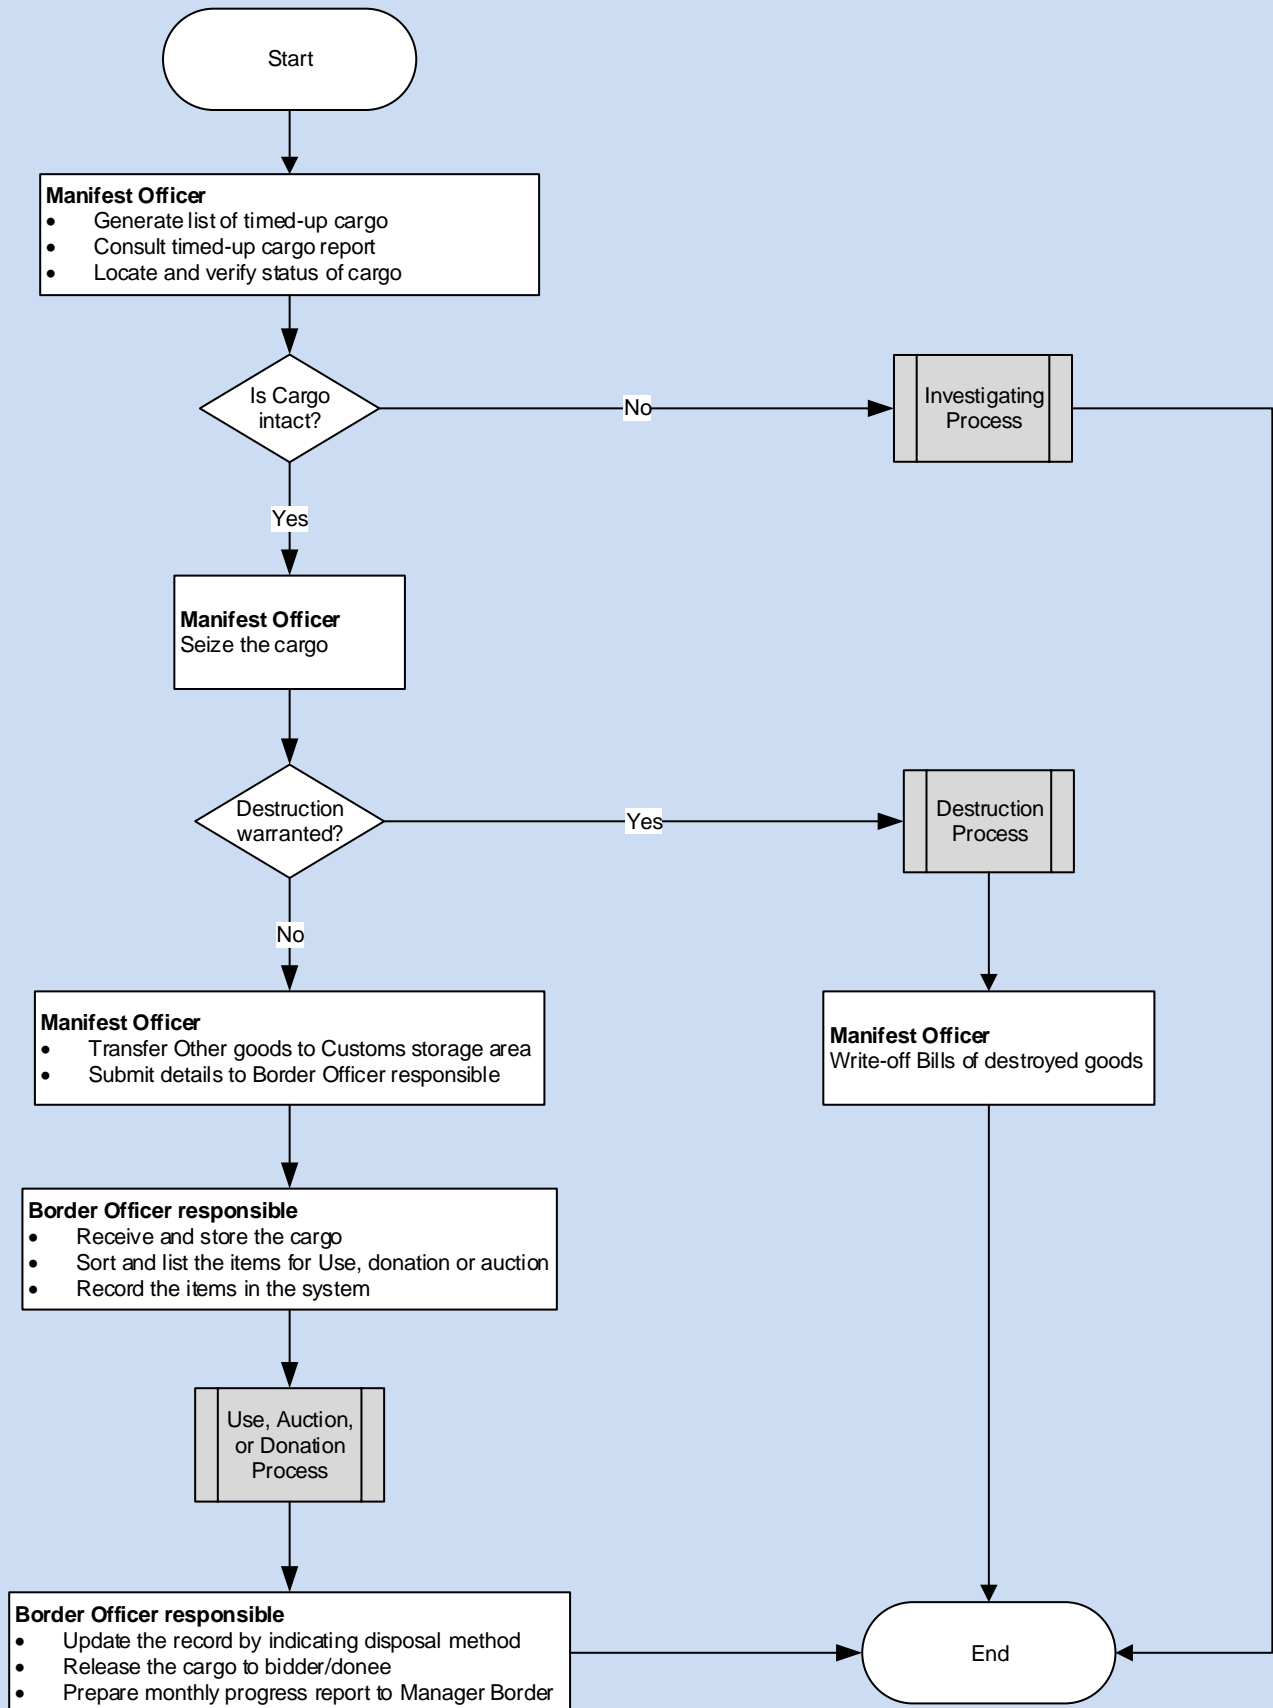 Start
Manifest Officer
• Generate list of timed-up cargo
• Consult timed-up cargo report
• Locate and verify status of cargo
Is Cargo
intact?
No
Investigating
Process
Yes
Manifest Officer
Seize the cargo
Destruction
warranted?
Yes
Destruction
Process
No
Manifest Officer
• Transfer Other goods to Customs storage area
• Submit details to Border Officer responsible
Manifest Officer
Write-off Bills of destroyed goods
Border Officer responsible
• Receive and store the cargo
• Sort and list the items for Use, donation or auction
• Record the items in the system
Use, Auction,
or Donation
Process
Border Officer responsible
• Update the record by indicating disposal method
• Release the cargo to bidder/donee
• Prepare monthly progress report to Manager Border
End